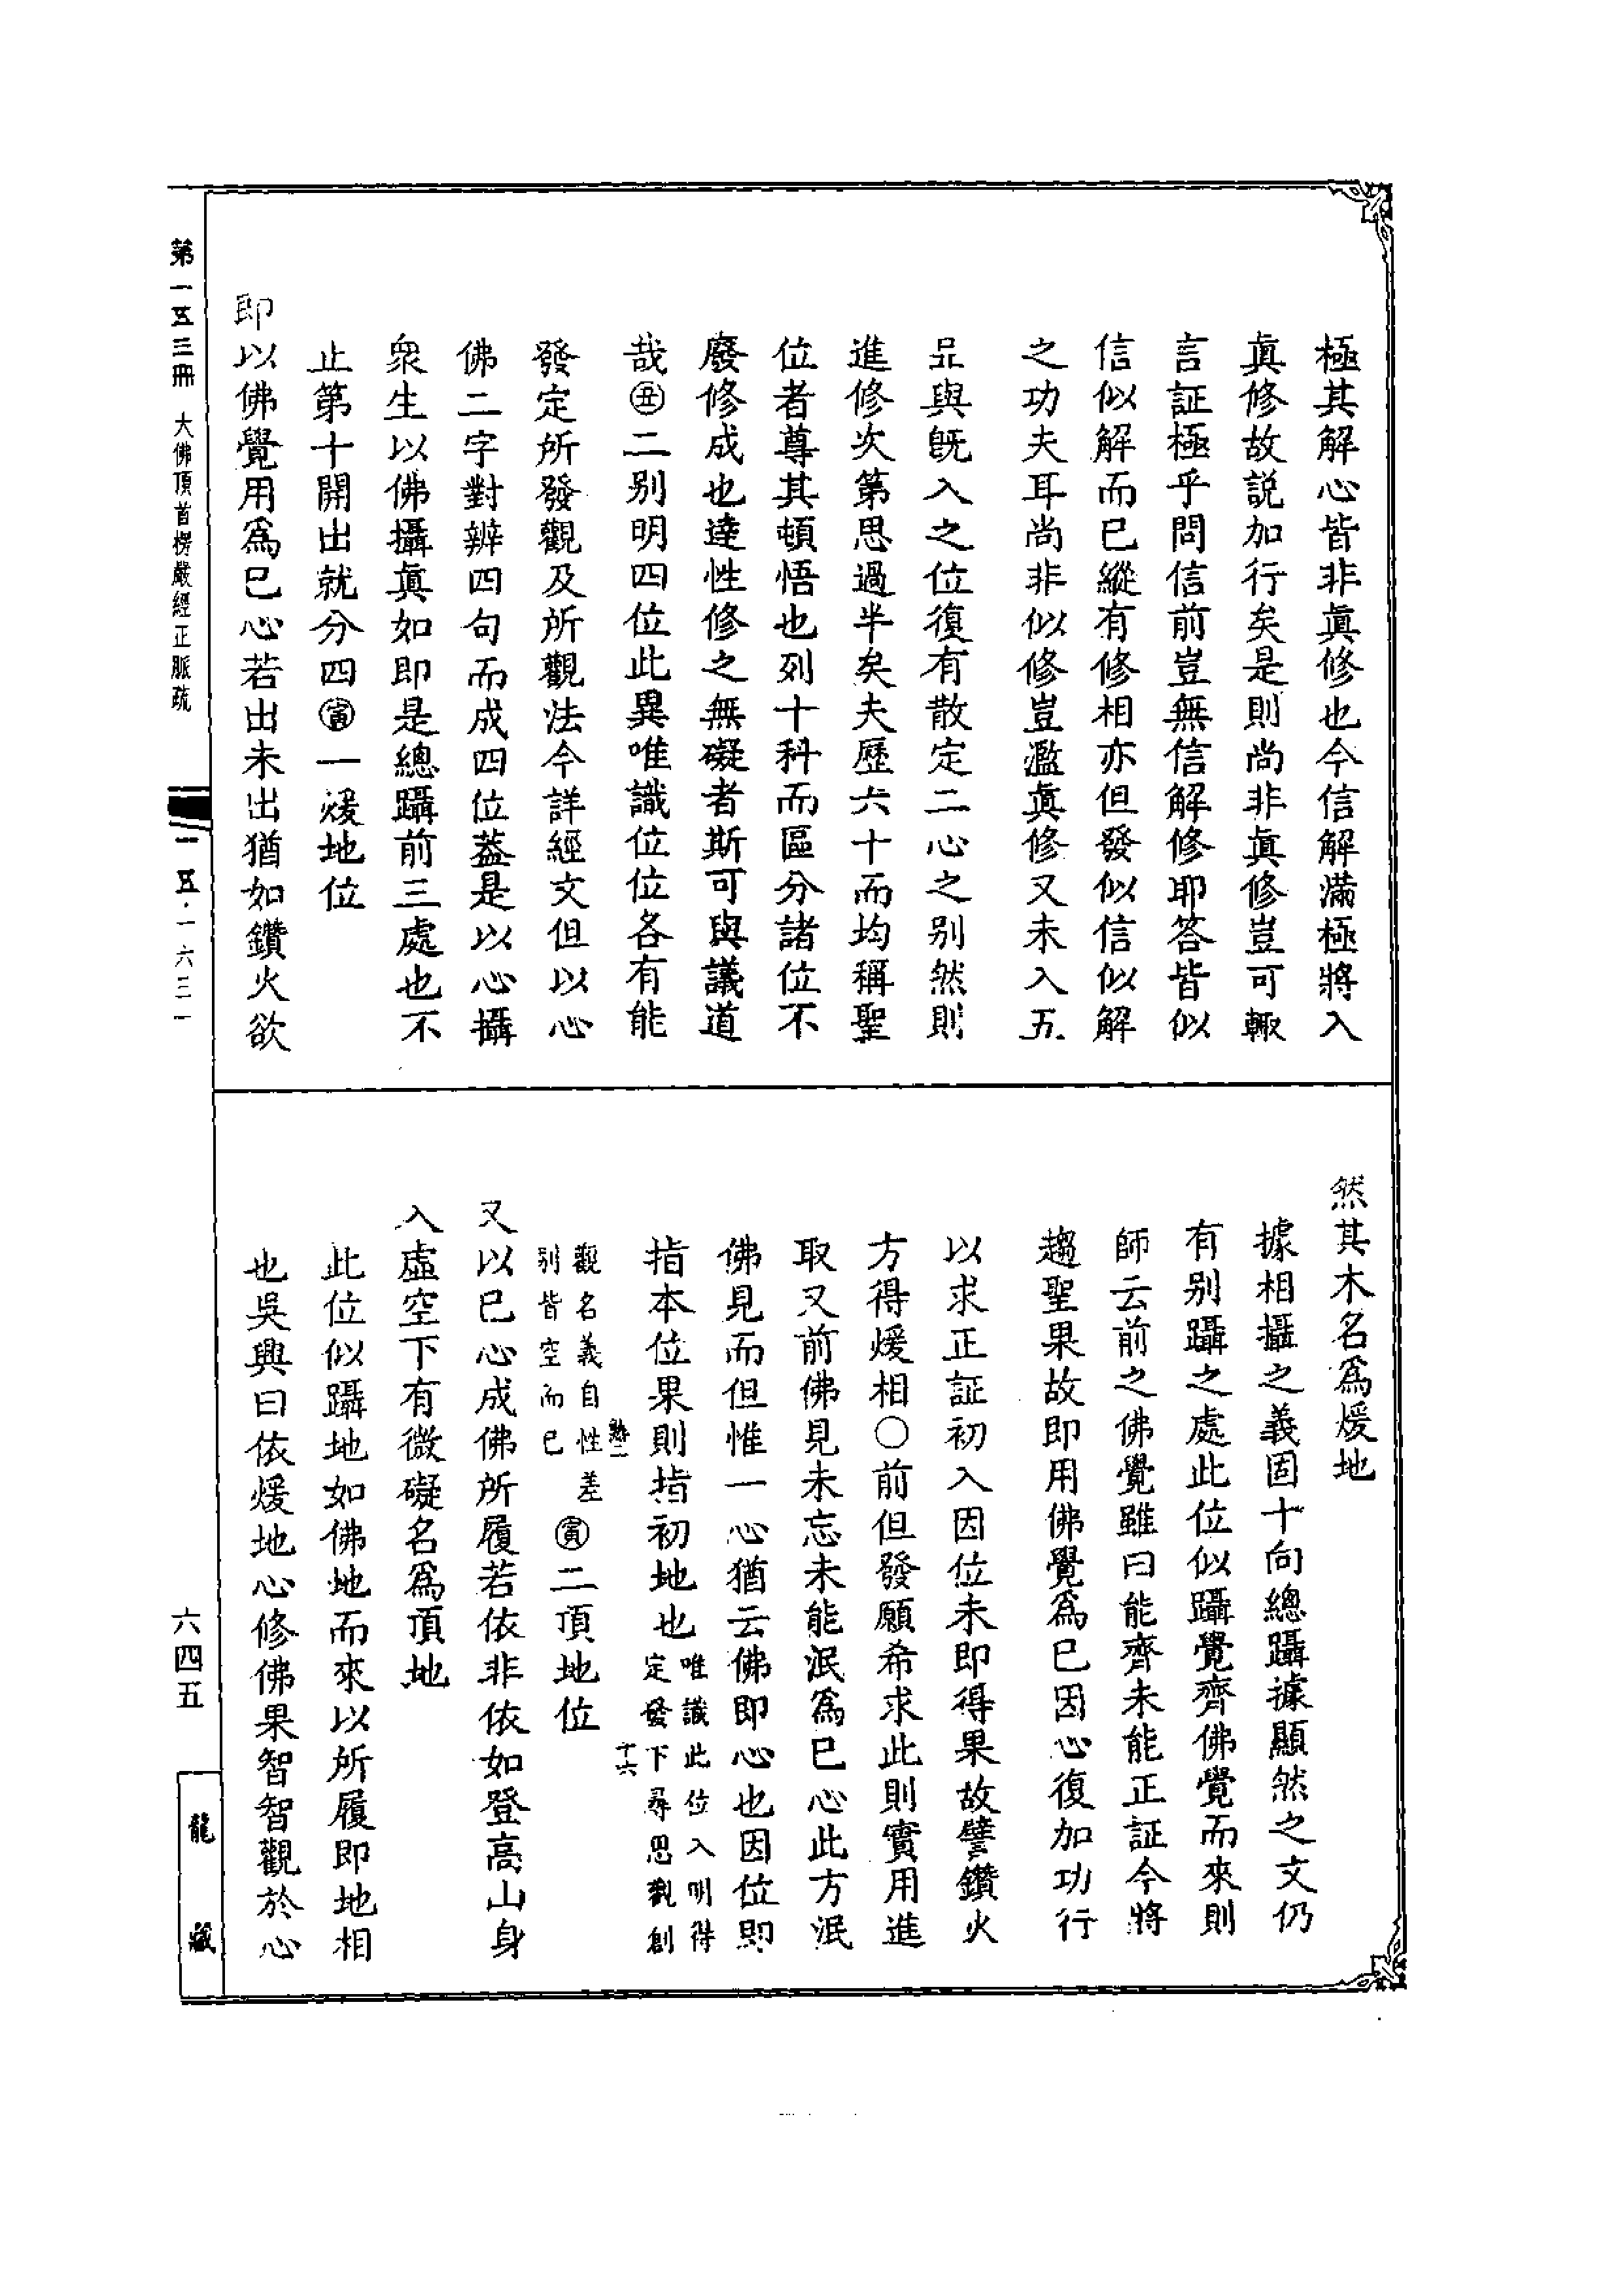 極其解心皆非眞修也今信解滿極將入
眞修故説加行矣是則尚非眞修豈可輙
言証極乎問信前豈無信解修耶答皆似
信似解而已縱有修相亦但發似信似解
之功夫耳尚非似修豈濫眞修又未入五
品與旣入之位復有散定二心之别然則
進修次第思過半矣夫歷六十而均稱聖
位者尊其頓悟也列十科而區分諸位不
廢修成也達性修之無礙者斯可與議道
哉㊄二别明四位此異唯識位位各有能
發定所發觀及所觀法今詳經文但以心
佛二字對辨四句而成四位葢是以心攝
衆生以佛攝眞如即是總躡前三處也不
止第十開出就分四寅一煖地位
即以佛覺用爲已心若出未出猶如鑽火欲
然其木名爲煖地
據相攝之義固十向總躡據顯然之文仍
有别躡之處此位似躡覺齊佛覺而來則
師云前之佛覺雖曰能齊未能正証今將
趨聖果故即用佛覺爲已因心復加功行
以求正証初入因位未即得果故譬鑽火
方得煖相○前但發願希求此則實用進
取又前佛見未忘未能泯爲已心此方泯
佛見而但惟一心猶云佛即心也因位即
指本位果則指初地也唯識此位入明得
定發下尋思觀創
十六
觀名義自性差
别皆空而已
寅二頂地位
又以已心成佛所履若依非依如登高山身
入虛空下有微礙名爲頂地
此位似躡地如佛地而來以所履即地相
也吳興曰依煖地心修佛果智智觀於心
第一五三冊 大佛頂首楞嚴經正脈疏
一五·一六三一
六四五
龍藏